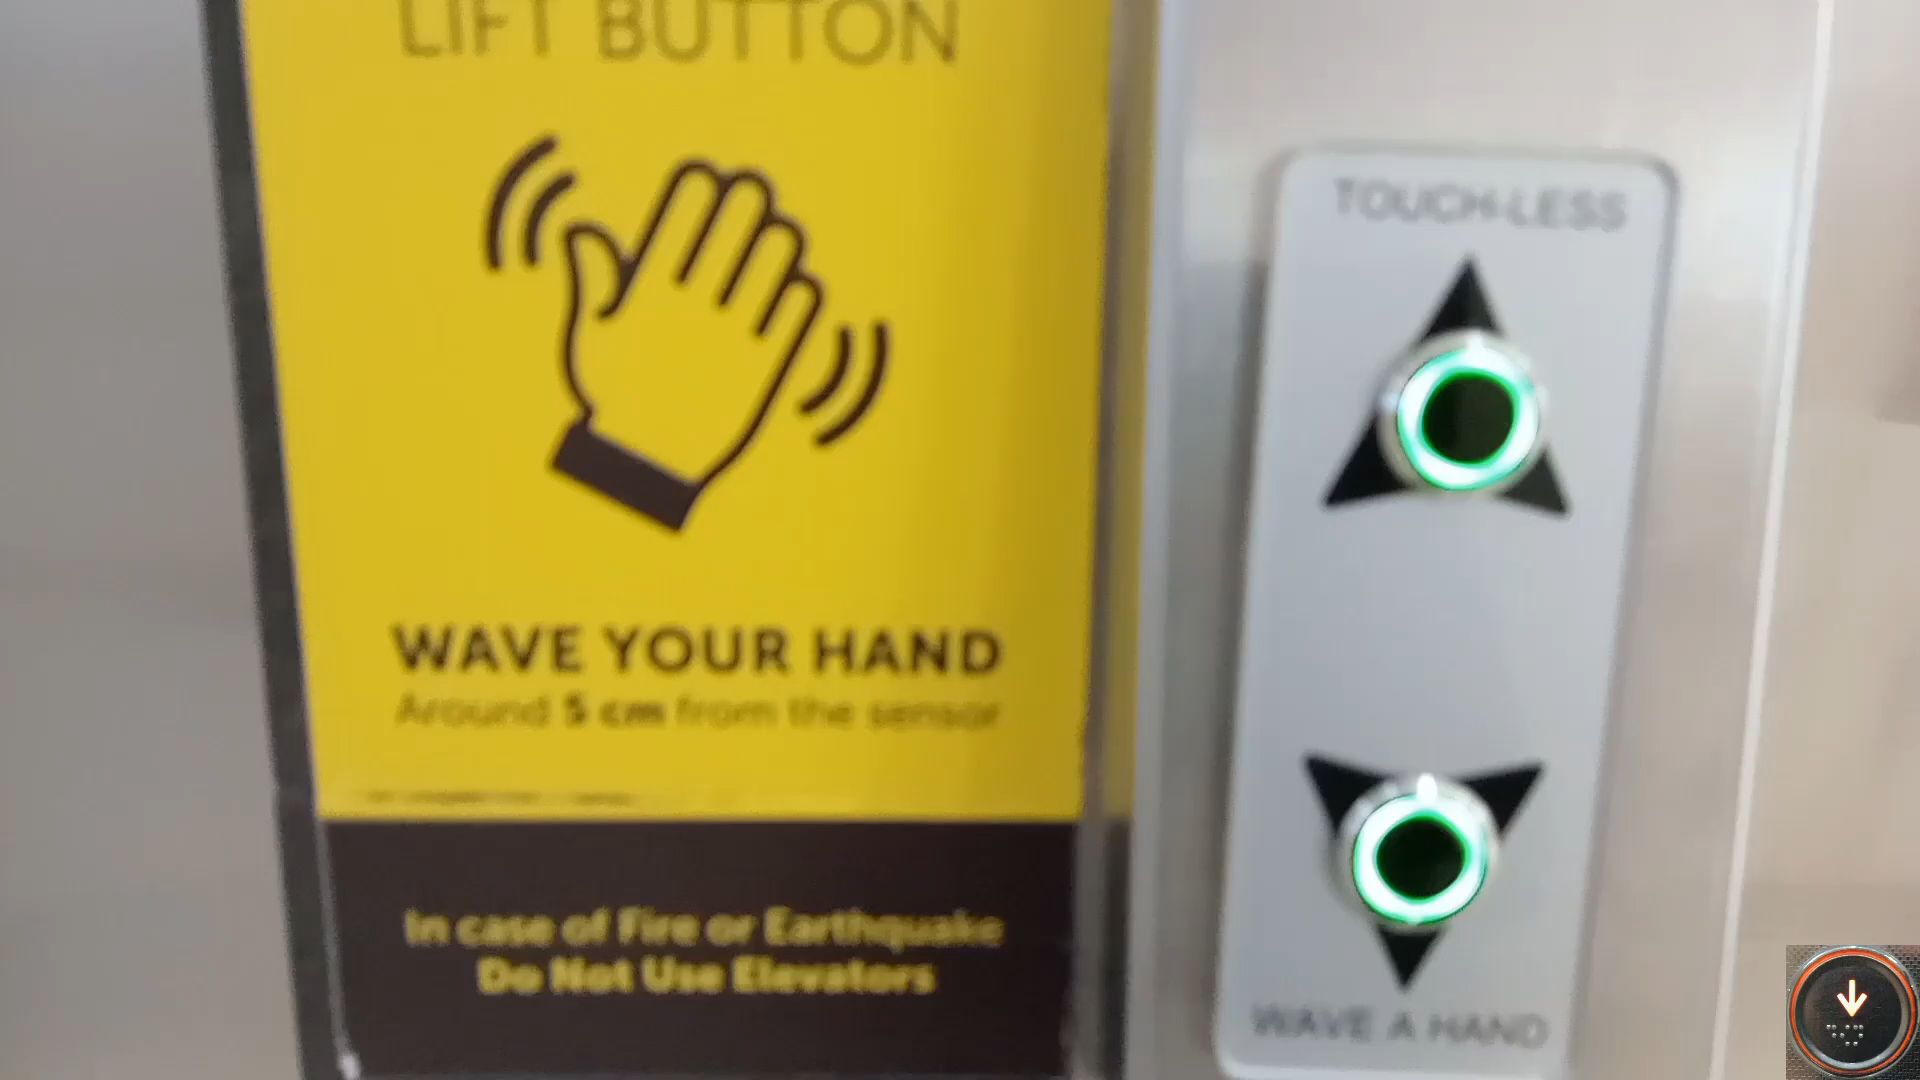 LIFT BUTTON
WAVE YOUR HAND
Around 5 cm from the sensor
In case of Fire or Earthquake
Do Not Use Elevators
TOUCH-LESS
WAVE A HAND